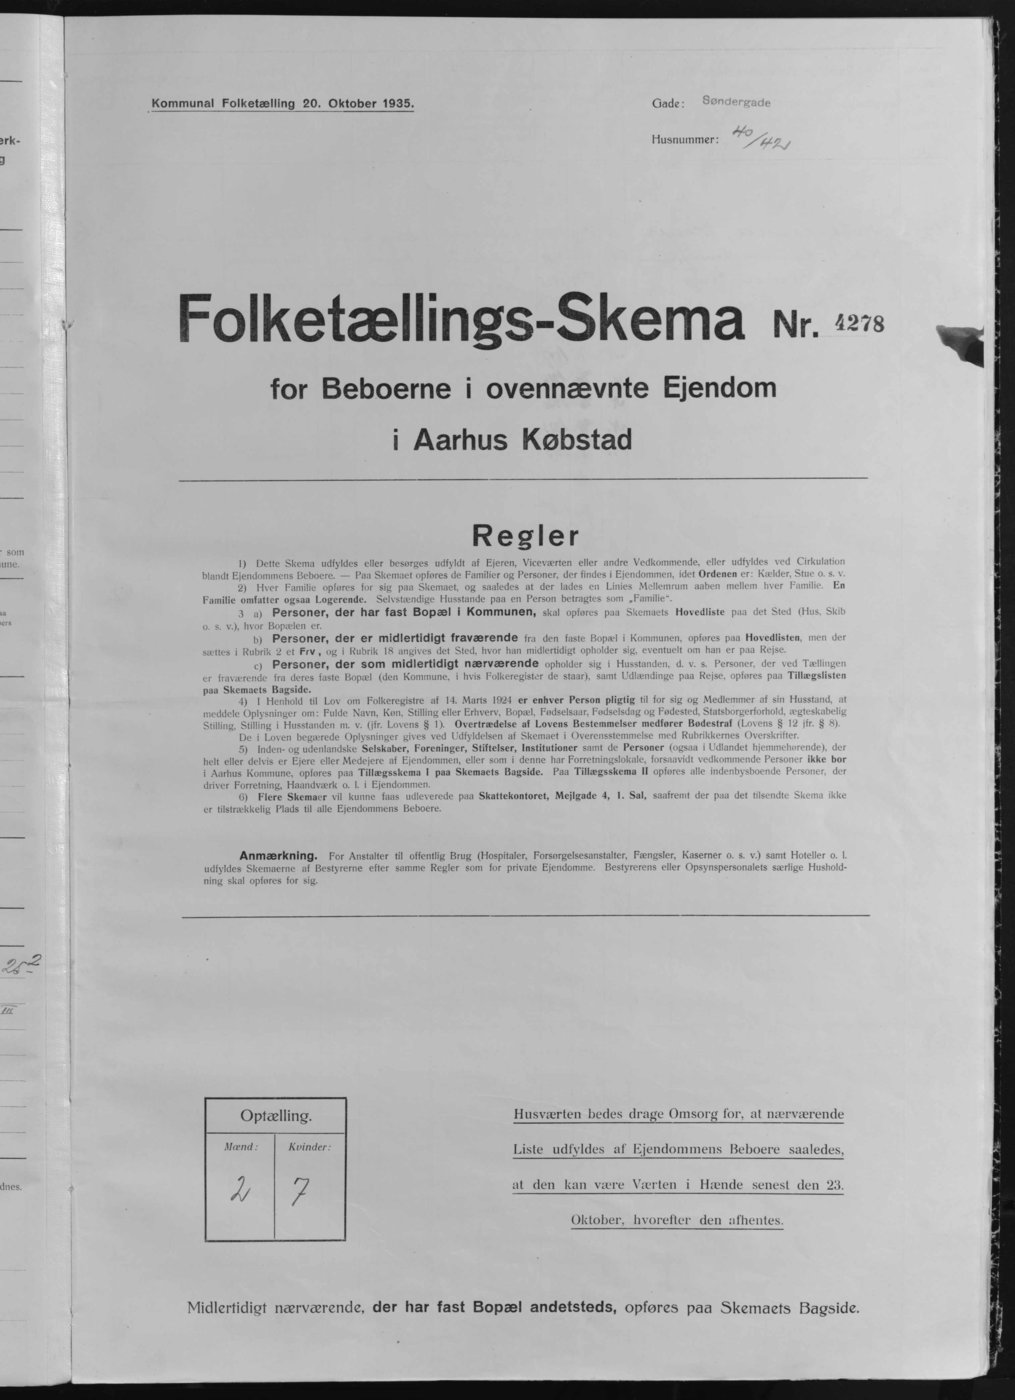 Kommunal Folketælling 20. Oktober 1935.
Gade: Søndergade
Husnummer: 40/42
Folketællings-Skema Nr. 4278
for Beboerne i ovennævnte Ejendom
i Aarhus Købstad
Regler
1) Dette Skema udfyldes eller besørges udfyldt af Ejeren, Viceværten eller andre Vedkommende, eller udfyldes ved Cirkulation
blandt Ejendommens Beboere. — Paa Skemaet opføres de Familier og Personer, der findes i Ejendommen, idet Ordenen er: Kælder, Stue o. s. v.
2) Hver Familie opføres for sig paa Skemaet, og saaledes at der lades en Linies Mellemrum aaben mellem hver Familie. En
Familie omfatter ogsaa Logerende. Selvstændige Husstande paa en Person betragtes som „Familie“.
3 a) Personer, der har fast Bopæl i Kommunen, skal opføres paa Skemaets Hovedliste paa det Sted (Hus, Skib
o. s. v.), hvor Bopælen er.
b) Personer, der er midlertidigt fraværende fra den faste Bopæl i Kommunen, opføres paa Hovedlisten, men der
sættes i Rubrik 2 et Frv, og i Rubrik 18 angives det Sted, hvor han midlertidigt opholder sig, eventuelt om han er paa Rejse.
c) Personer, der som midlertidigt nærværende opholder sig i Husstanden, d. v. s. Personer, der ved Tællingen
er fraværende fra deres faste Bopæl (den Kommune, i hvis Folkeregister de staar), samt Udlændinge paa Rejse, opføres paa Tillægslisten
paa Skemaets Bagside.
4) I Henhold til Lov om Folkeregistre af 14. Marts 1924 er enhver Person pligtig til for sig og Medlemmer af sin Husstand, at
meddele Oplysninger om: Fulde Navn, Køn, Stilling eller Erhverv, Bopæl, Fødselsaar, Fødselsdag og Fødested, Statsborgerforhold, ægteskabelig
Stilling, Stilling i Husstanden m. v. (jfr. Lovens § 1). Overtrædelse af Lovens Bestemmelser medfører Bødestraf (Lovens § 12 jfr. § 8).
De i Loven begærede Oplysninger gives ved Udfyldelsen af Skemaet i Overensstemmelse med Rubrikkernes Overskrifter.
5) Inden- og udenlandske Selskaber, Foreninger, Stiftelser, Institutioner samt de Personer (ogsaa i Udlandet hjemmehørende), der
helt eller delvis er Ejere eller Medejere af Ejendommen, eller som i denne har Forretningslokale, forsaavidt vedkommende Personer ikke bor
i Aarhus Kommune, opføres paa Tillægsskema I paa Skemaets Bagside. Paa Tillægsskema II opføres alle indenbysboende Personer, der
driver Forretning, Haandværk o. l. i Ejendommen.
6) Flere Skemaer vil kunne faas udleverede paa Skattekontoret, Mejlgade 4, 1. Sal, saafremt der paa det tilsendte Skema ikke
er tilstrækkelig Plads til alle Ejendommens Beboere.
Anmærkning. For Anstalter til offentlig Brug (Hospitaler, Forsørgelsesanstalter, Fængsler, Kaserner o. s. v.) samt Hoteller o. l.
udfyldes Skemaerne af Bestyrerne efter samme Regler som for private Ejendomme. Bestyrerens eller Opsynspersonalets særlige Hushold-
ning skal opføres for sig.
Optælling.
Mænd: Kvinder:
2 7
Husværten bedes drage Omsorg for, at nærværende
Liste udfyldes af Ejendommens Beboere saaledes,
at den kan være Værten i Hænde senest den 23.
Oktober, hvorefter den afhentes.
Midlertidigt nærværende, der har fast Bopæl andetsteds, opføres paa Skemaets Bagside.